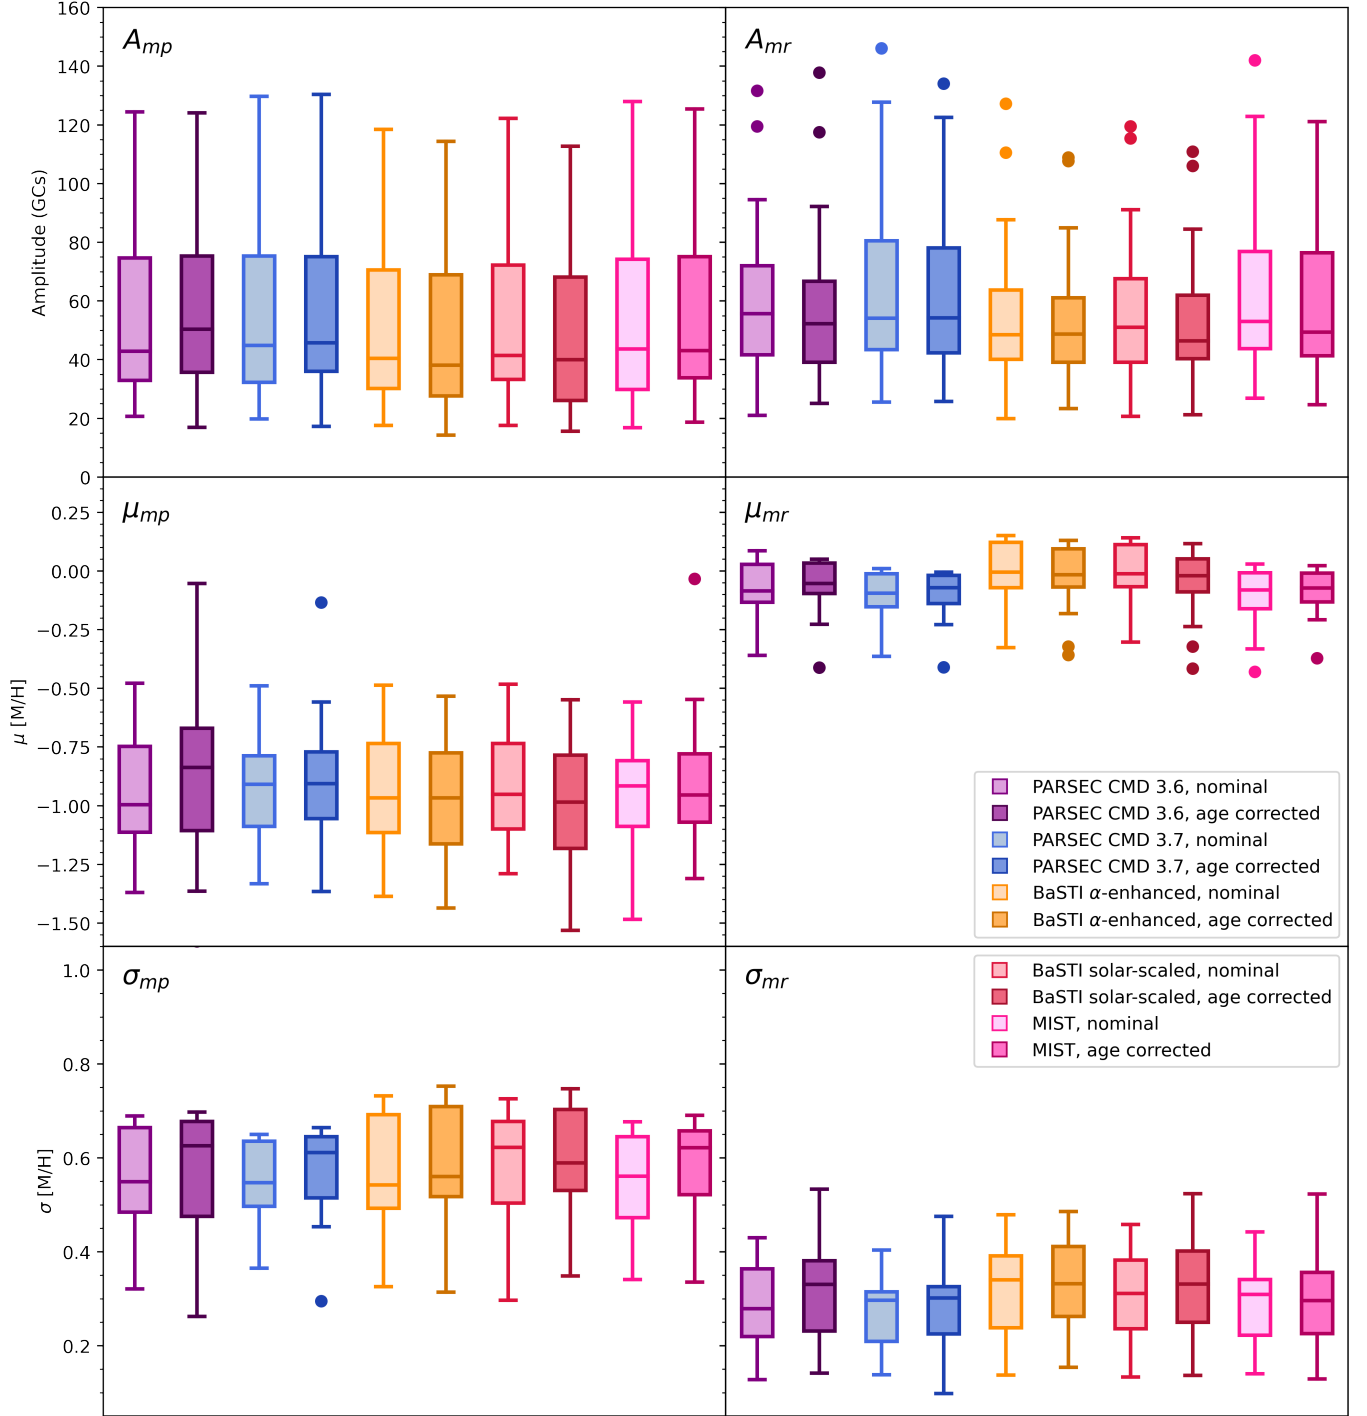 160
140
120
100
80
60
40
20
0
Amplitude (GCs)
A_mp
A_mr
0.25
0.00
−0.25
−0.50
−0.75
−1.00
−1.25
−1.50
μ [M/H]
μ_mp
μ_mr
PARSEC CMD 3.6, nominal
PARSEC CMD 3.6, age corrected
PARSEC CMD 3.7, nominal
PARSEC CMD 3.7, age corrected
BaSTI α-enhanced, nominal
BaSTI α-enhanced, age corrected
1.0
0.8
0.6
0.4
0.2
σ [M/H]
σ_mp
σ_mr
BaSTI solar-scaled, nominal
BaSTI solar-scaled, age corrected
MIST, nominal
MIST, age corrected